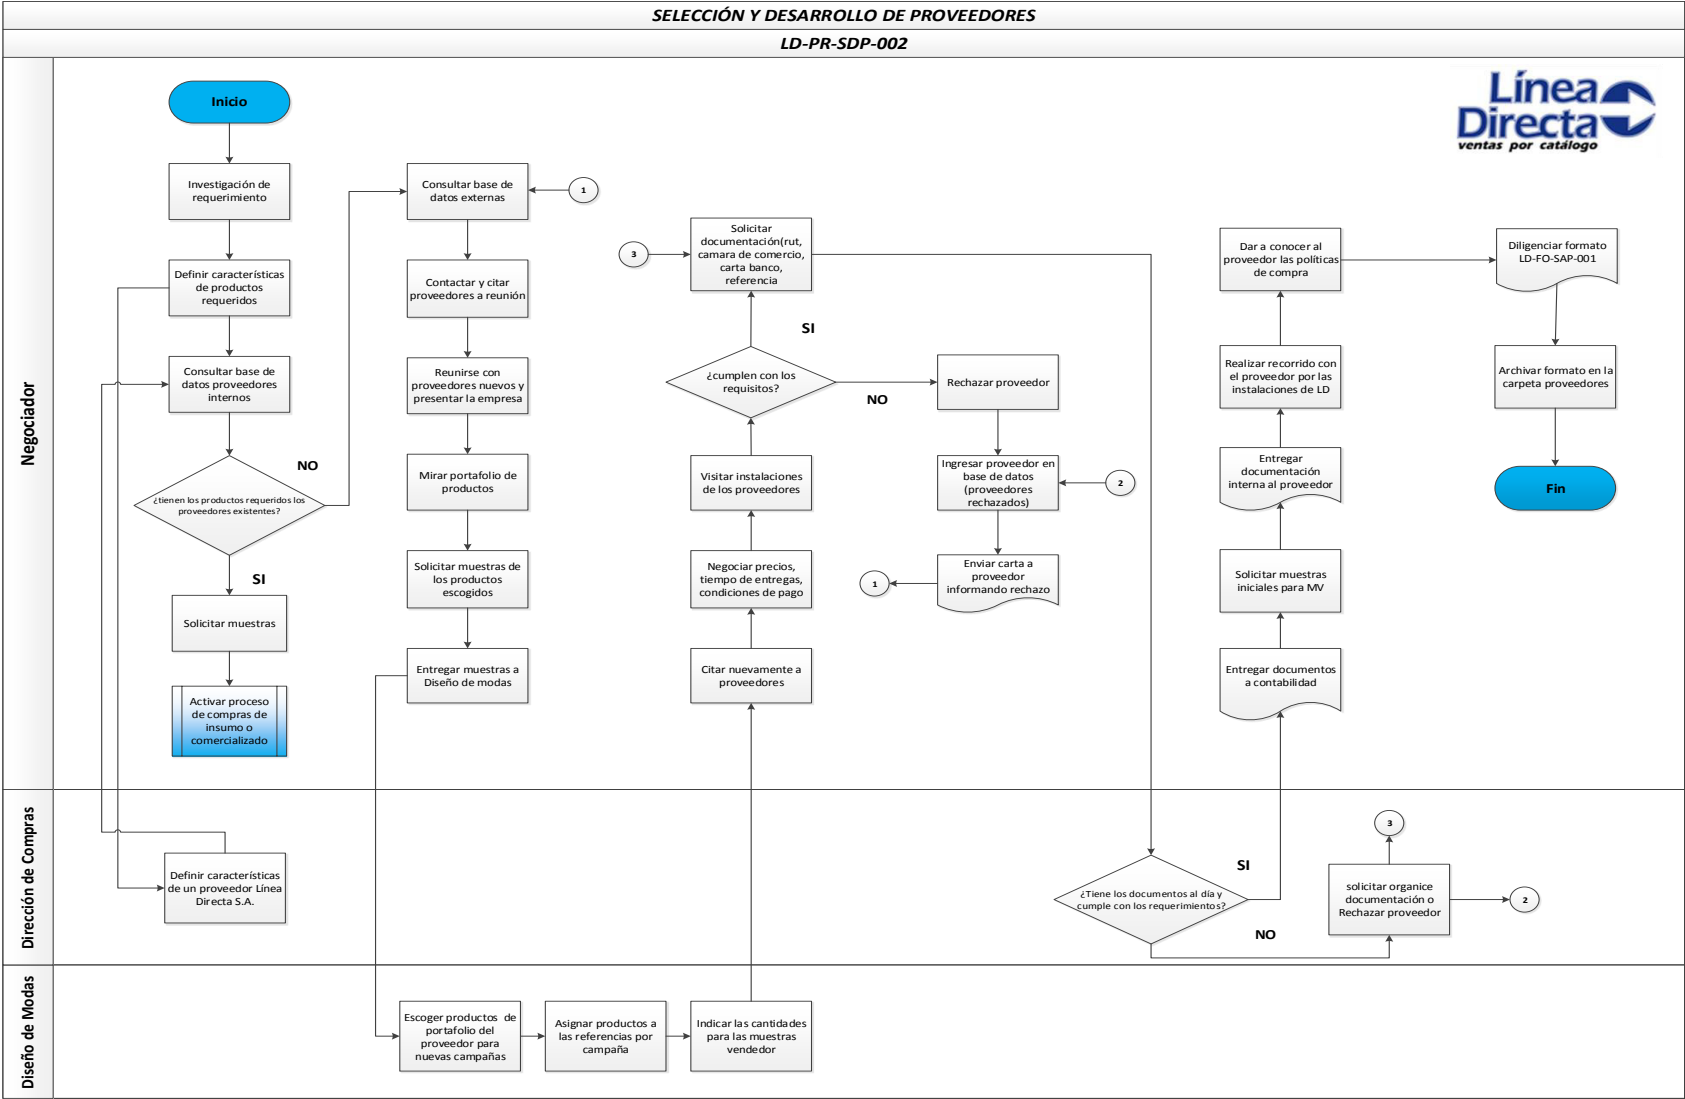 SELECCIÓN Y DESARROLLO DE PROVEEDORES
LD-PR-SDP-002
Línea
Directa
ventas por catálogo
Negociador
Inicio
Investigación de
requerimiento
Definir características
de productos
requeridos
Consultar base de
datos proveedores
internos
¿tienen los productos requeridos los
proveedores existentes?
NO
SI
Solicitar muestras
Activar proceso
de compras de
insumo o
comercializado
Consultar base de
datos externas
1
Contactar y citar
proveedores a reunión
Reunirse con
proveedores nuevos y
presentar la empresa
Mirar portafolio de
productos
Solicitar muestras de
los productos
escogidos
Entregar muestras a
Diseño de modas
3
Solicitar
documentación(rut,
camara de comercio,
carta banco,
referencia
SI
¿cumplen con los
requisitos?
NO
Visitar instalaciones
de los proveedores
Negociar precios,
tiempo de entregas,
condiciones de pago
Citar nuevamente a
proveedores
Rechazar proveedor
Ingresar proveedor en
base de datos
(proveedores
rechazados)
2
Enviar carta a
proveedor
informando rechazo
1
Dar a conocer al
proveedor las políticas
de compra
Realizar recorrido con
el proveedor por las
instalaciones de LD
Entregar
documentación
interna al proveedor
Solicitar muestras
iniciales para MV
Entregar documentos
a contabilidad
Diligenciar formato
LD-FO-SAP-001
Archivar formato en la
carpeta proveedores
Fin
Dirección de Compras
Definir características
de un proveedor Línea
Directa S.A.
¿Tiene los documentos al día y
cumple con los requerimientos?
SI
NO
3
solicitar organice
documentación o
Rechazar proveedor
2
Diseño de Modas
Escoger productos de
portafolio del
proveedor para
nuevas campañas
Asignar productos a
las referencias por
campaña
Indicar las cantidades
para las muestras
vendedor